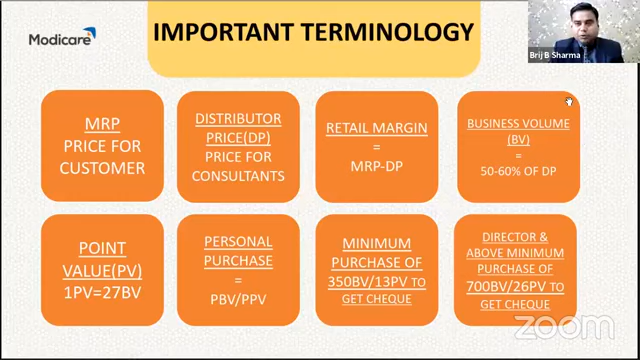 Modicare
IMPORTANT TERMINOLOGY
Brij B Sharma
MRP
PRICE FOR
CUSTOMER
DISTRIBUTOR
PRICE(DP)
PRICE FOR
CONSULTANTS
RETAIL MARGIN
=
MRP-DP
BUSINESS VOLUME
(BV)
=
50-60% OF DP
POINT
VALUE(PV)
1PV=27BV
PERSONAL
PURCHASE
=
PBV/PPV
MINIMUM
PURCHASE OF
350BV/13PV TO
GET CHEQUE
DIRECTOR &
ABOVE MINIMUM
PURCHASE OF
700BV/26PV TO
GET CHEQUE
zoom